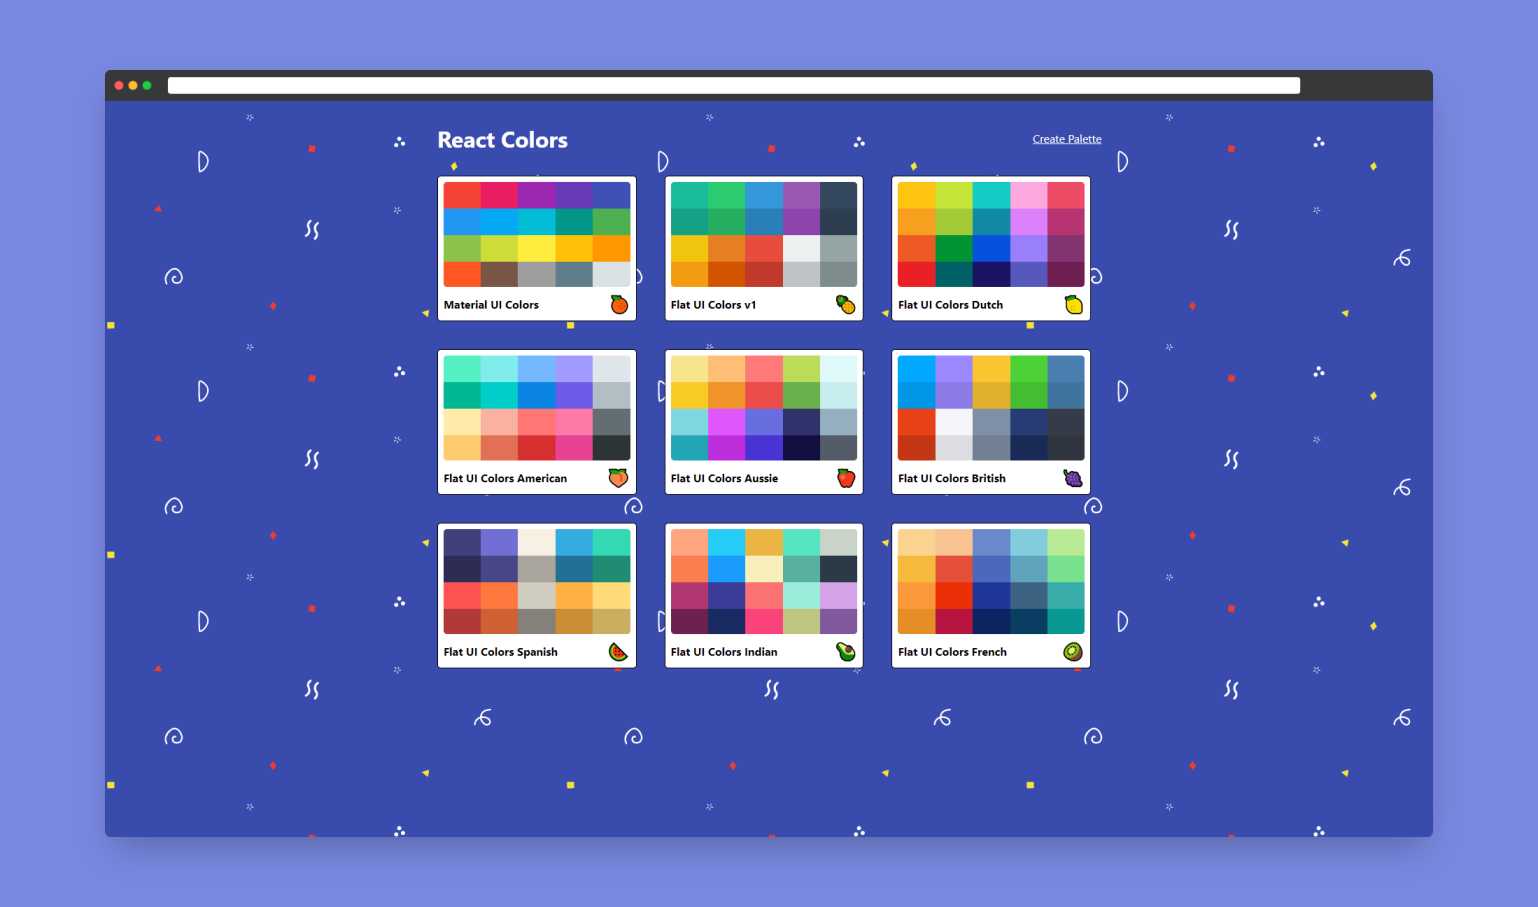 React Colors
Create Palette
Material UI Colors
Flat UI Colors v1
Flat UI Colors Dutch
Flat UI Colors American
Flat UI Colors Aussie
Flat UI Colors British
Flat UI Colors Spanish
Flat UI Colors Indian
Flat UI Colors French